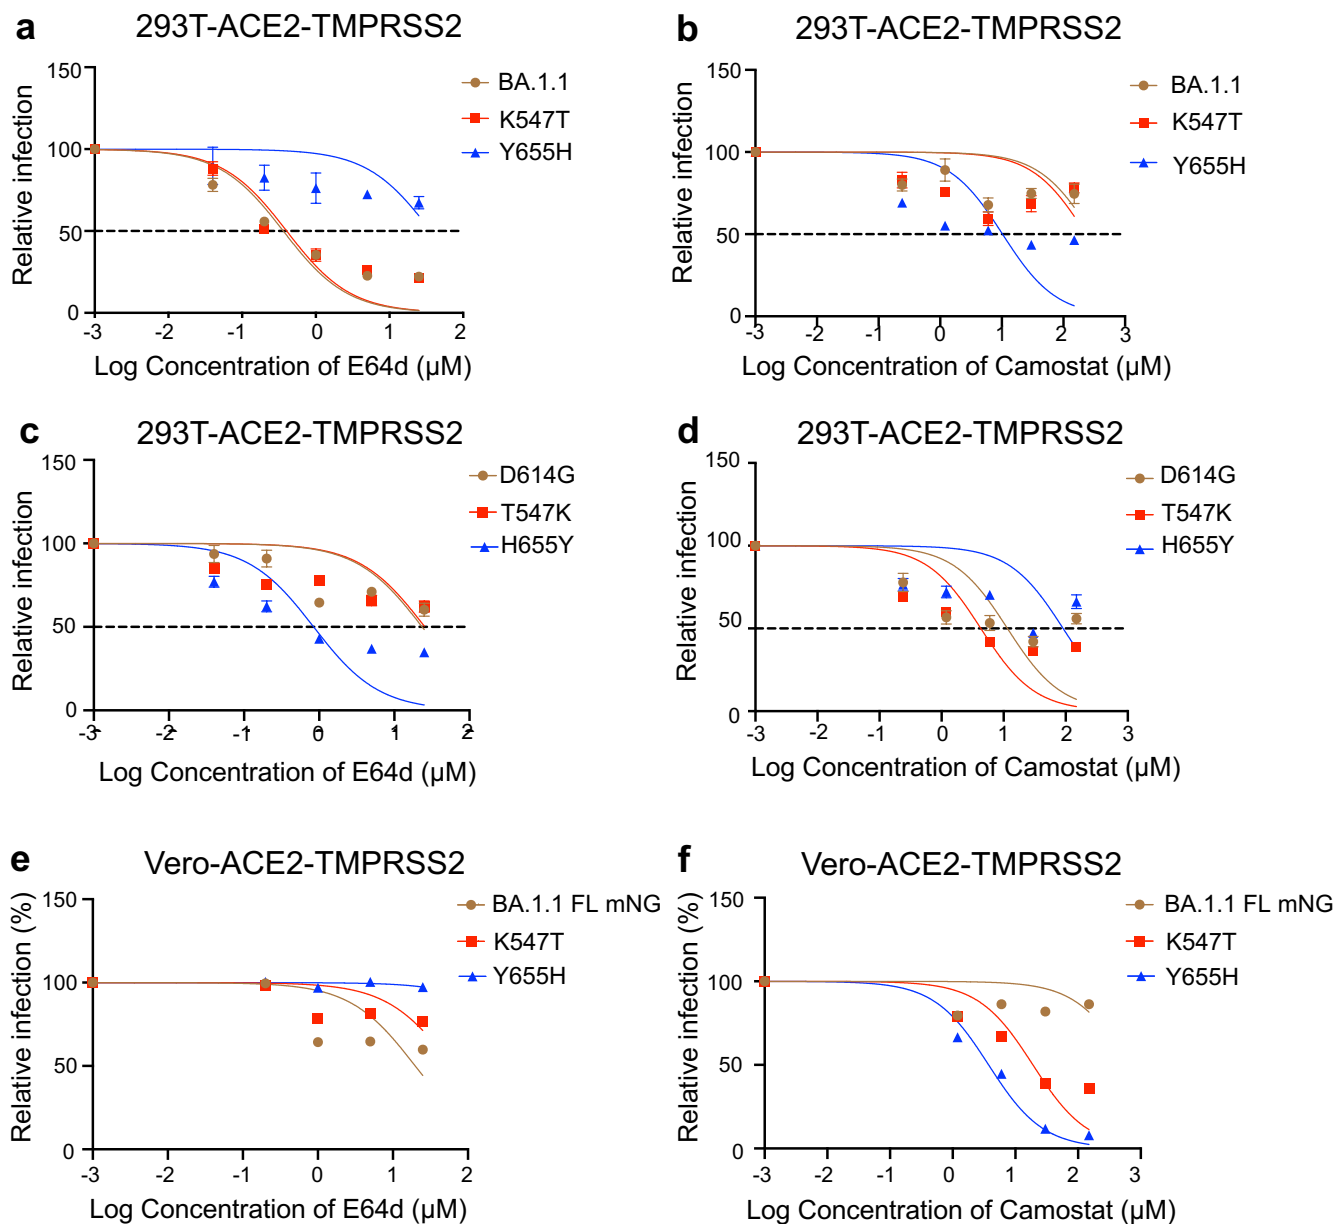 a 293T-ACE2-TMPRSS2
150
100
50
0
Relative infection
-3 -2 -1 0 1 2
Log Concentration of E64d (µM)
BA.1.1
K547T
Y655H
b 293T-ACE2-TMPRSS2
150
100
50
0
Relative infection
-3 -2 -1 0 1 2 3
Log Concentration of Camostat (µM)
BA.1.1
K547T
Y655H
c 293T-ACE2-TMPRSS2
150
100
50
0
Relative infection
-3 -2 -1 0 1 2
Log Concentration of E64d (µM)
D614G
T547K
H655Y
d 293T-ACE2-TMPRSS2
150
100
50
0
Relative infection
-3 -2 -1 0 1 2 3
Log Concentration of Camostat (µM)
D614G
T547K
H655Y
e Vero-ACE2-TMPRSS2
150
100
50
0
Relative infection (%)
-3 -2 -1 0 1 2
Log Concentration of E64d (µM)
BA.1.1 FL mNG
K547T
Y655H
f Vero-ACE2-TMPRSS2
150
100
50
0
Relative infection (%)
-3 -2 -1 0 1 2 3
Log Concentration of Camostat (µM)
BA.1.1 FL mNG
K547T
Y655H